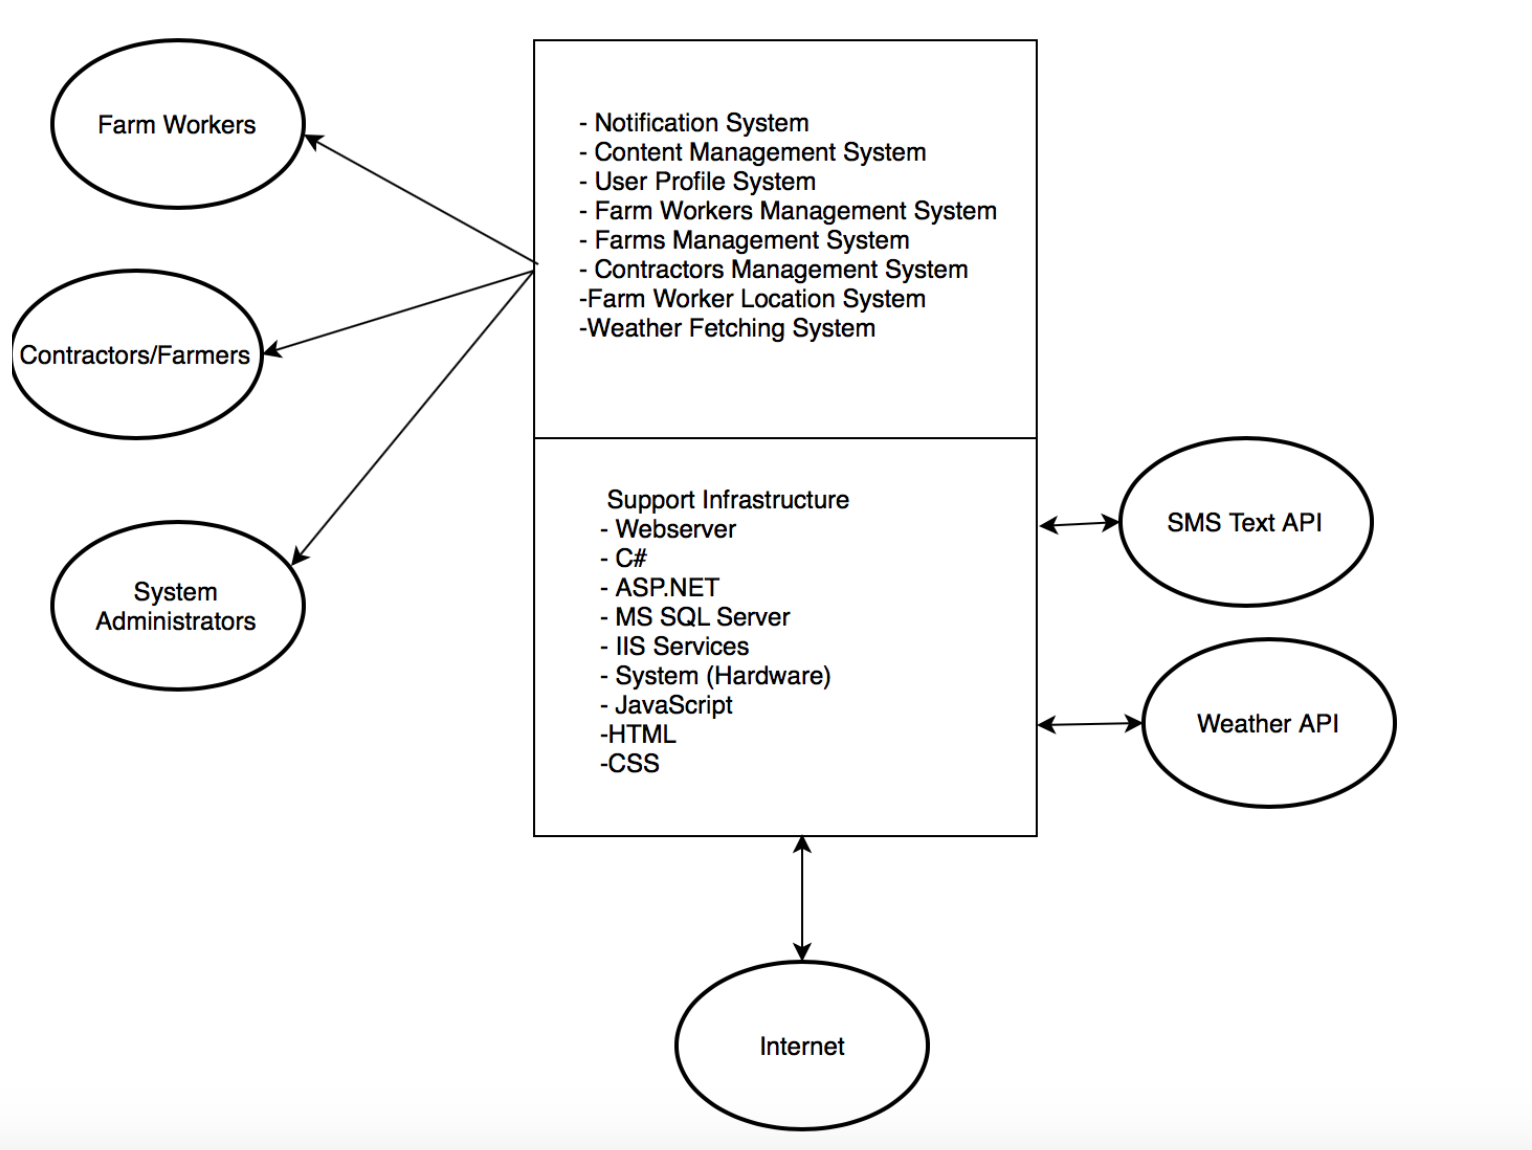 Farm Workers
Contractors/Farmers
System
Administrators
- Notification System
- Content Management System
- User Profile System
- Farm Workers Management System
- Farms Management System
- Contractors Management System
-Farm Worker Location System
-Weather Fetching System
Support Infrastructure
- Webserver
- C#
- ASP.NET
- MS SQL Server
- IIS Services
- System (Hardware)
- JavaScript
-HTML
-CSS
SMS Text API
Weather API
Internet